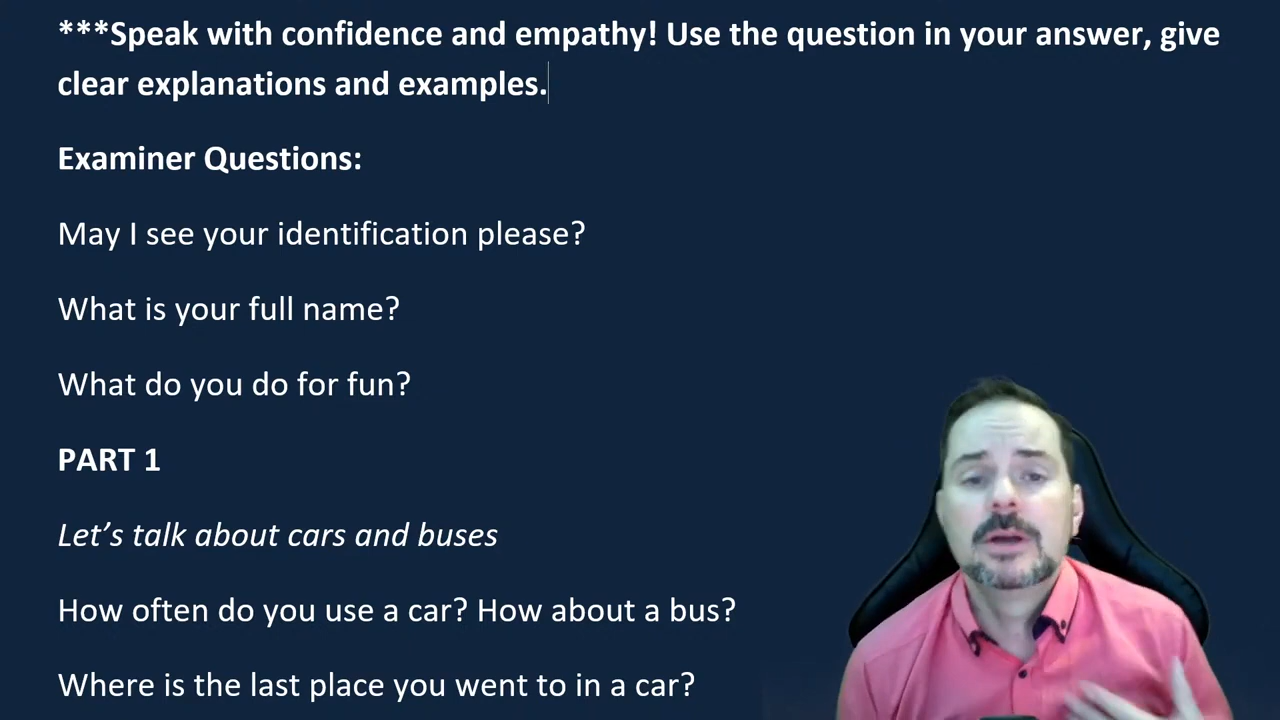 ***Speak with confidence and empathy! Use the question in your answer, give
clear explanations and examples.
Examiner Questions:
May I see your identification please?
What is your full name?
What do you do for fun?
PART 1
Let’s talk about cars and buses
How often do you use a car? How about a bus?
Where is the last place you went to in a car?